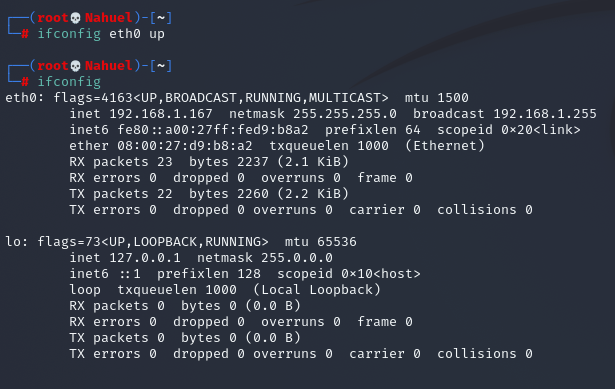 ┌──(root💀Nahuel)-[~]
└─# ifconfig eth0 up

┌──(root💀Nahuel)-[~]
└─# ifconfig
eth0: flags=4163<UP,BROADCAST,RUNNING,MULTICAST>  mtu 1500
        inet 192.168.1.167  netmask 255.255.255.0  broadcast 192.168.1.255
        inet6 fe80::a00:27ff:fed9:b8a2  prefixlen 64  scopeid 0×20<link>
        ether 08:00:27:d9:b8:a2  txqueuelen 1000  (Ethernet)
        RX packets 23  bytes 2237 (2.1 KiB)
        RX errors 0  dropped 0  overruns 0  frame 0
        TX packets 22  bytes 2260 (2.2 KiB)
        TX errors 0  dropped 0 overruns 0  carrier 0  collisions 0

lo: flags=73<UP,LOOPBACK,RUNNING>  mtu 65536
        inet 127.0.0.1  netmask 255.0.0.0
        inet6 ::1  prefixlen 128  scopeid 0×10<host>
        loop  txqueuelen 1000  (Local Loopback)
        RX packets 0  bytes 0 (0.0 B)
        RX errors 0  dropped 0  overruns 0  frame 0
        TX packets 0  bytes 0 (0.0 B)
        TX errors 0  dropped 0 overruns 0  carrier 0  collisions 0